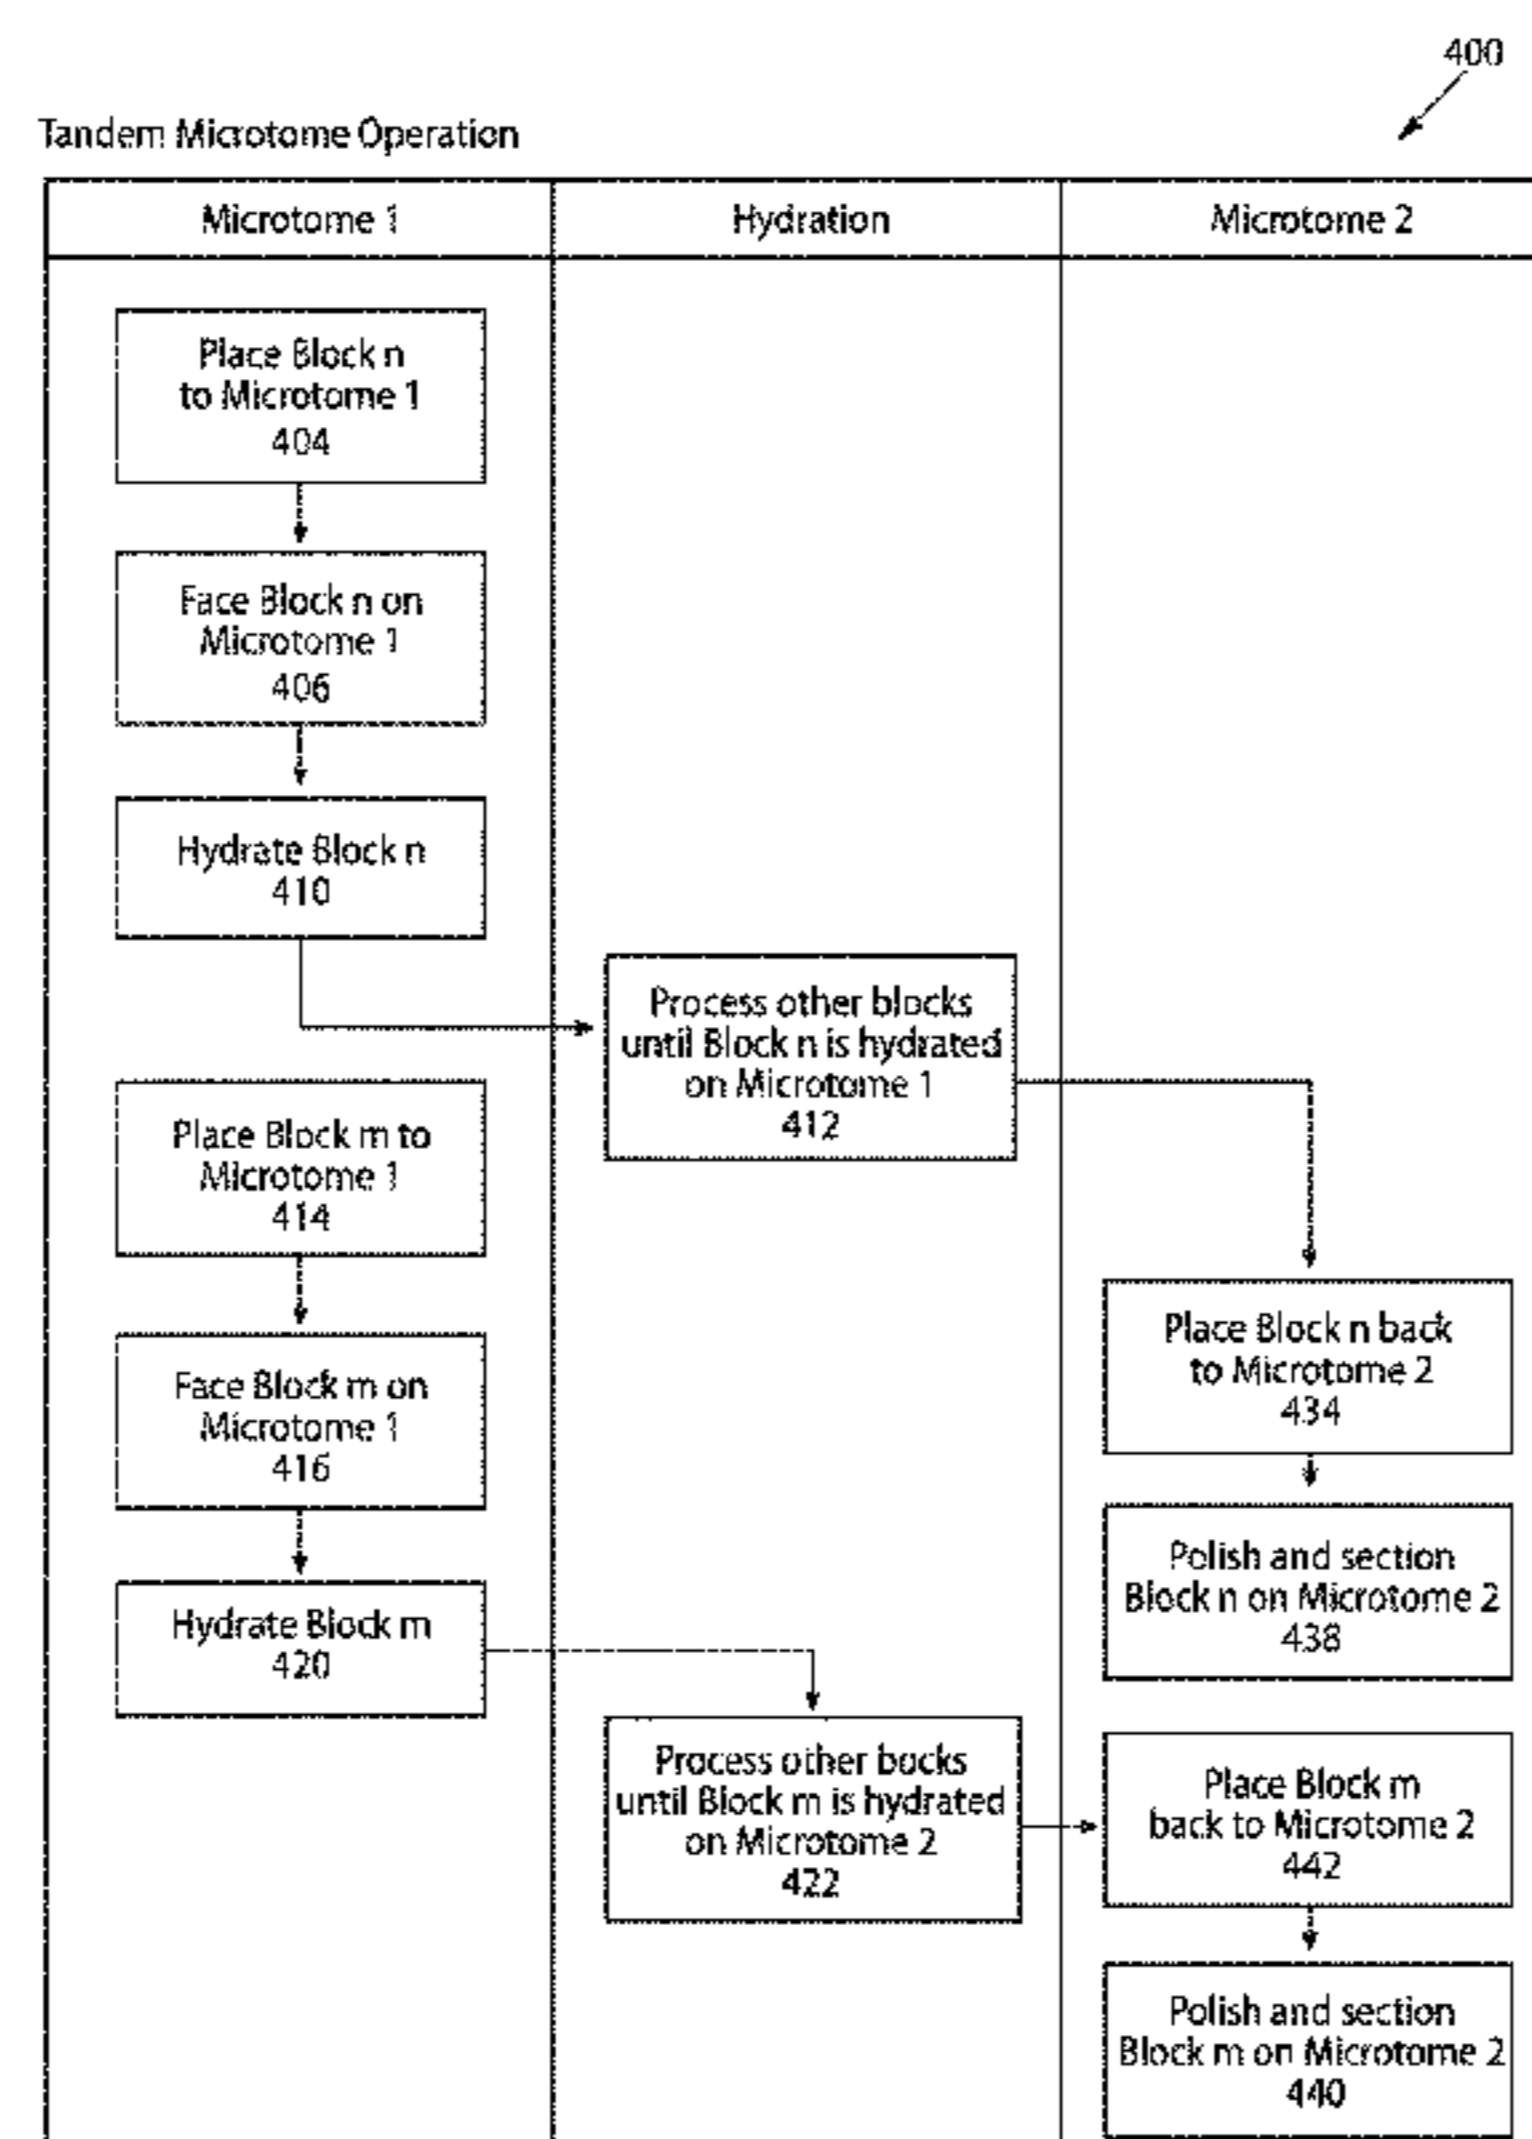 400
Tandem Microtome Operation
Microtome 1
Hydration
Microtome 2
Place Block n
to Microtome 1
404
Face Block n on
Microtome 1
406
Hydrate Block n
410
Process other blocks
until Block n is hydrated
on Microtome 1
412
Place Block m to
Microtome 1
414
Face Block m on
Microtome 1
416
Hydrate Block m
420
Place Block n back
to Microtome 2
434
Polish and section
Block n on Microtome 2
438
Process other bocks
until Block m is hydrated
on Microtome 2
422
Place Block m
back to Microtome 2
442
Polish and section
Block m on Microtome 2
440